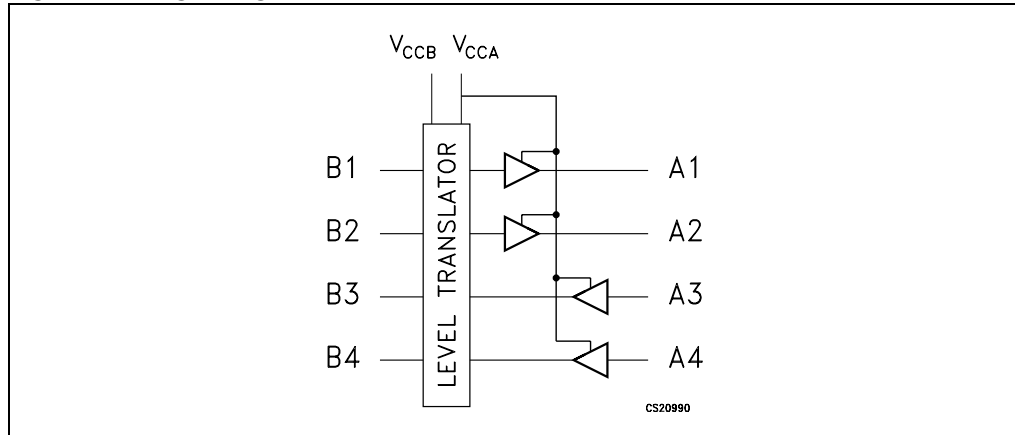 VCCB VCCA
B1 A1
B2 A2
B3 A3
B4 A4
LEVEL TRANSLATOR
CS20990